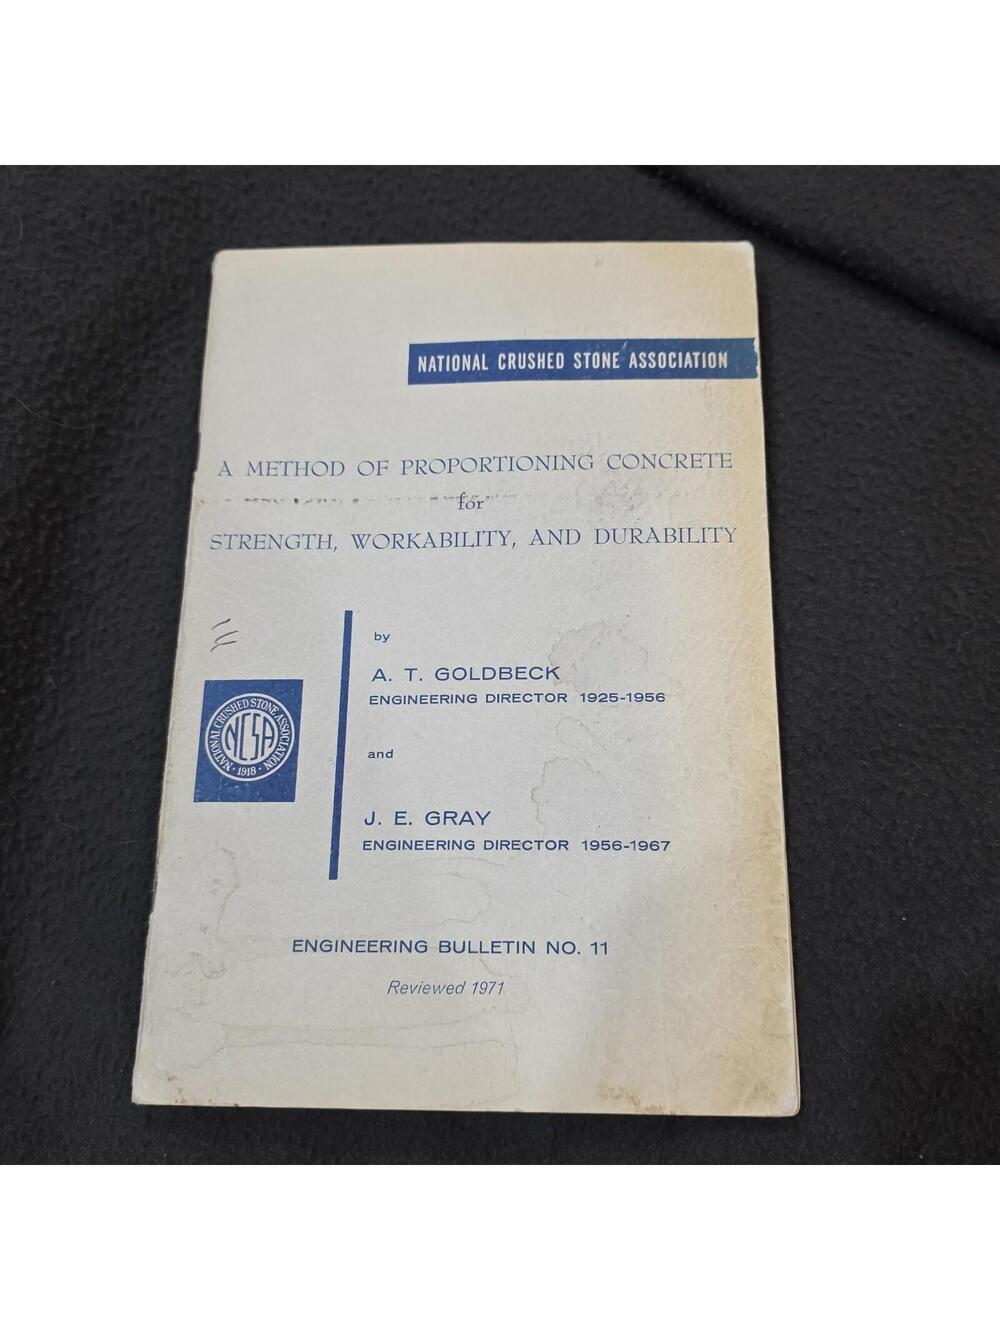 NATIONAL CRUSHED STONE ASSOCIATION
A METHOD OF PROPORTIONING CONCRETE
for
STRENGTH, WORKABILITY, AND DURABILITY
by
A. T. GOLDBECK
ENGINEERING DIRECTOR 1925-1956
NATIONAL CRUSHED STONE ASSOCIATION
NCSA
· 1918 ·
and
J. E. GRAY
ENGINEERING DIRECTOR 1956-1967
ENGINEERING BULLETIN NO. 11
Reviewed 1971